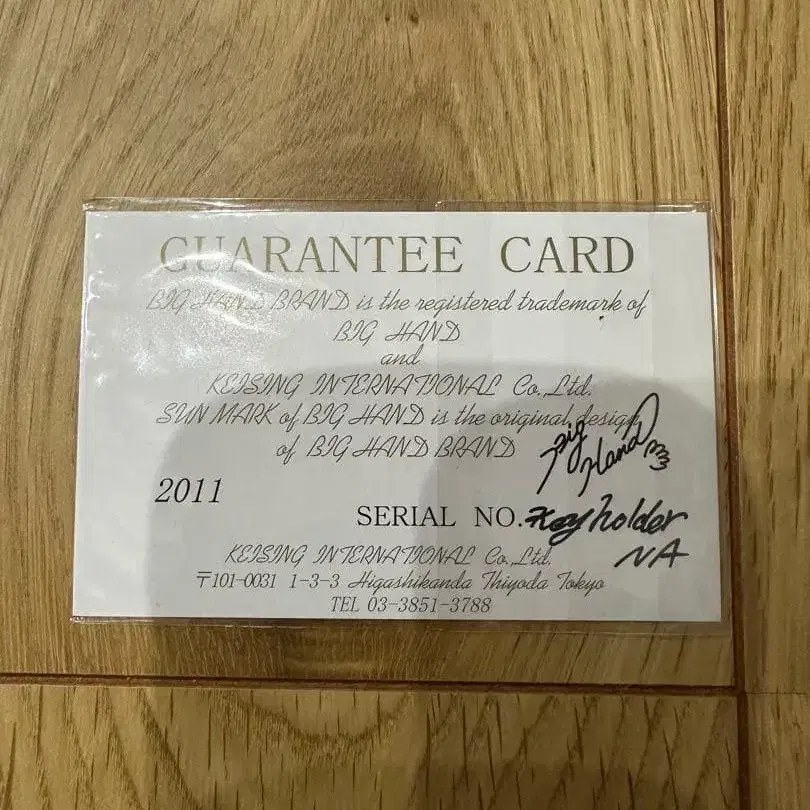 GUARANTEE CARD
BIG HAND BRAND is the registered trademark of
BIG HAND
and
KEISING INTERNATIONAL Co.,Ltd.
SUN MARK of BIG HAND is the original design
of BIG HAND BRAND
Big
Hand
2011
SERIAL NO. Keyholder
NA
KEISING INTERNATIONAL Co.,Ltd.
〒101-0031 1-3-3 Higashikanda Thiyoda Tokyo
TEL 03-3851-3788